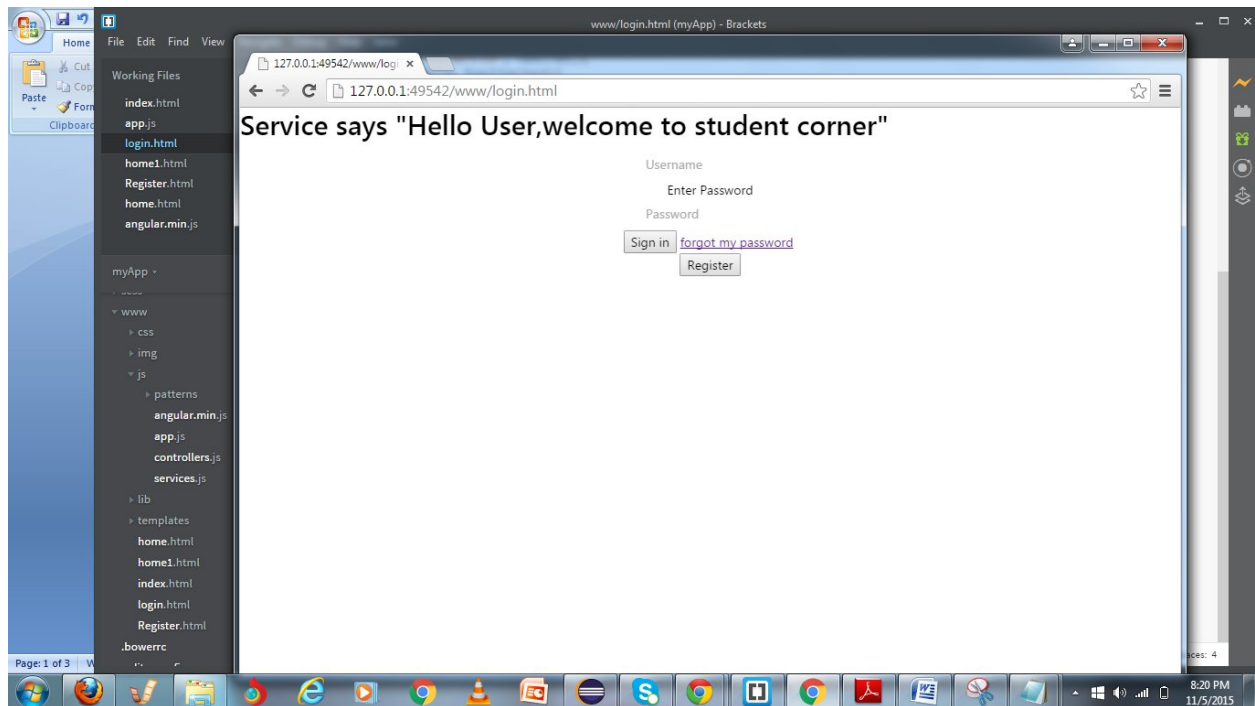 www/login.html (myApp) - Brackets
Home
File Edit Find View
Cut
Cop
Paste
Form
Clipboard
Working Files
index.html
app.js
login.html
home1.html
Register.html
home.html
angular.min.js
myApp
www
css
img
js
patterns
angular.min.js
app.js
controllers.js
services.js
lib
templates
home.html
home1.html
index.html
login.html
Register.html
.bowerrc
Page: 1 of 3 W
127.0.0.1:49542/www/logi
127.0.0.1:49542/www/login.html
Service says "Hello User,welcome to student corner"
Username
Enter Password
Password
Sign in forgot my password
Register
aces: 4
8:20 PM
11/5/2015